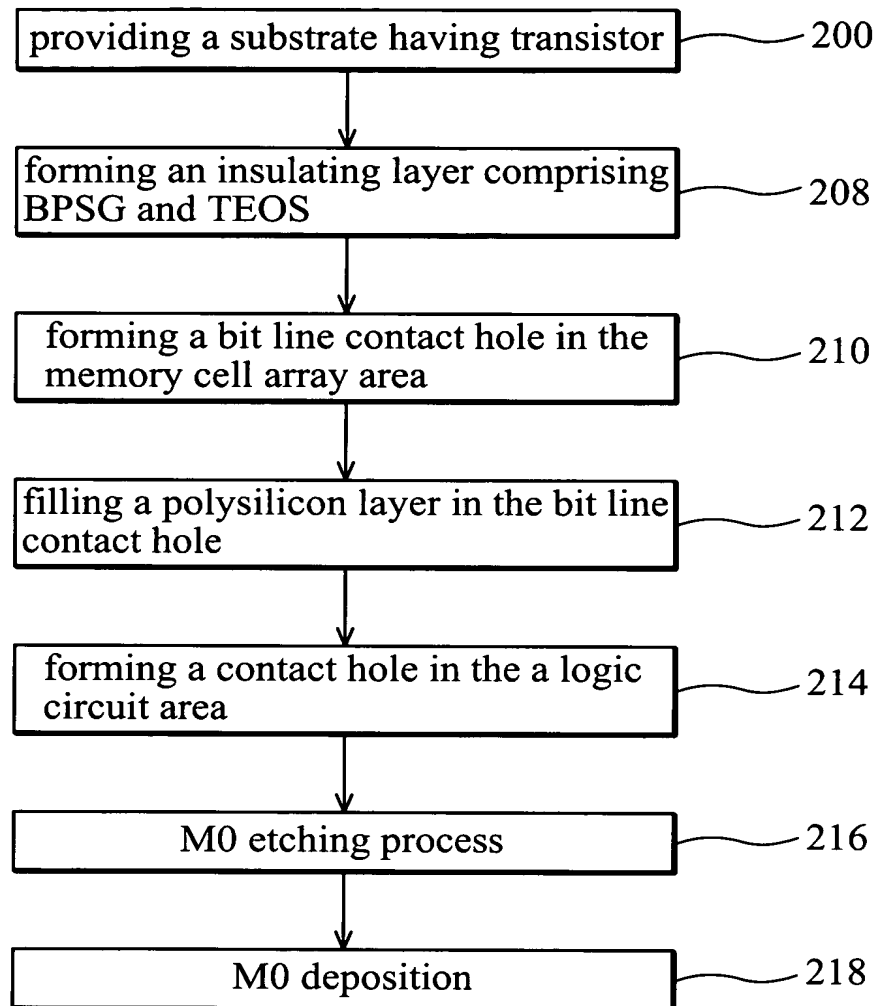 providing a substrate having transistor 200
forming an insulating layer comprising
BPSG and TEOS 208
forming a bit line contact hole in the
memory cell array area 210
filling a polysilicon layer in the bit line
contact hole 212
forming a contact hole in the a logic
circuit area 214
M0 etching process 216
M0 deposition 218